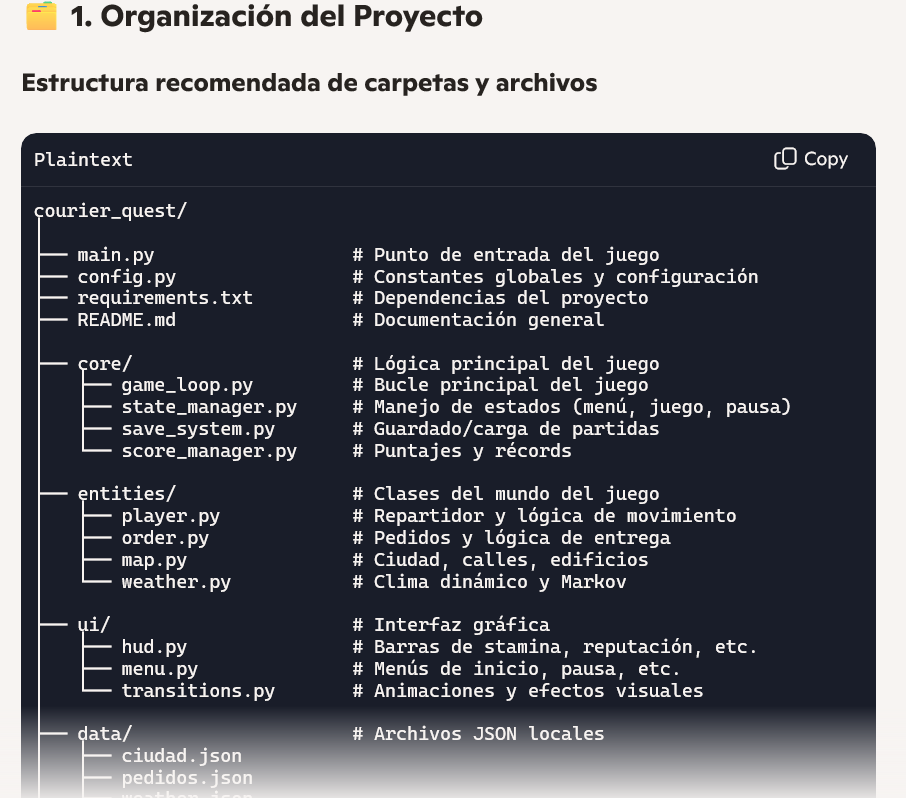 🗂️ 1. Organización del Proyecto
Estructura recomendada de carpetas y archivos
Plaintext
Copy
courier_quest/
│
├── main.py                  # Punto de entrada del juego
├── config.py                # Constantes globales y configuración
├── requirements.txt         # Dependencias del proyecto
├── README.md                # Documentación general
│
├── core/                    # Lógica principal del juego
│   ├── game_loop.py         # Bucle principal del juego
│   ├── state_manager.py     # Manejo de estados (menú, juego, pausa)
│   ├── save_system.py       # Guardado/carga de partidas
│   └── score_manager.py     # Puntajes y récords
│
├── entities/                # Clases del mundo del juego
│   ├── player.py            # Repartidor y lógica de movimiento
│   ├── order.py             # Pedidos y lógica de entrega
│   ├── map.py               # Ciudad, calles, edificios
│   └── weather.py           # Clima dinámico y Markov
│
├── ui/                      # Interfaz gráfica
│   ├── hud.py               # Barras de stamina, reputación, etc.
│   ├── menu.py              # Menús de inicio, pausa, etc.
│   └── transitions.py       # Animaciones y efectos visuales
│
├── data/                    # Archivos JSON locales
│   ├── ciudad.json
│   ├── pedidos.json
│   ├── weather.json